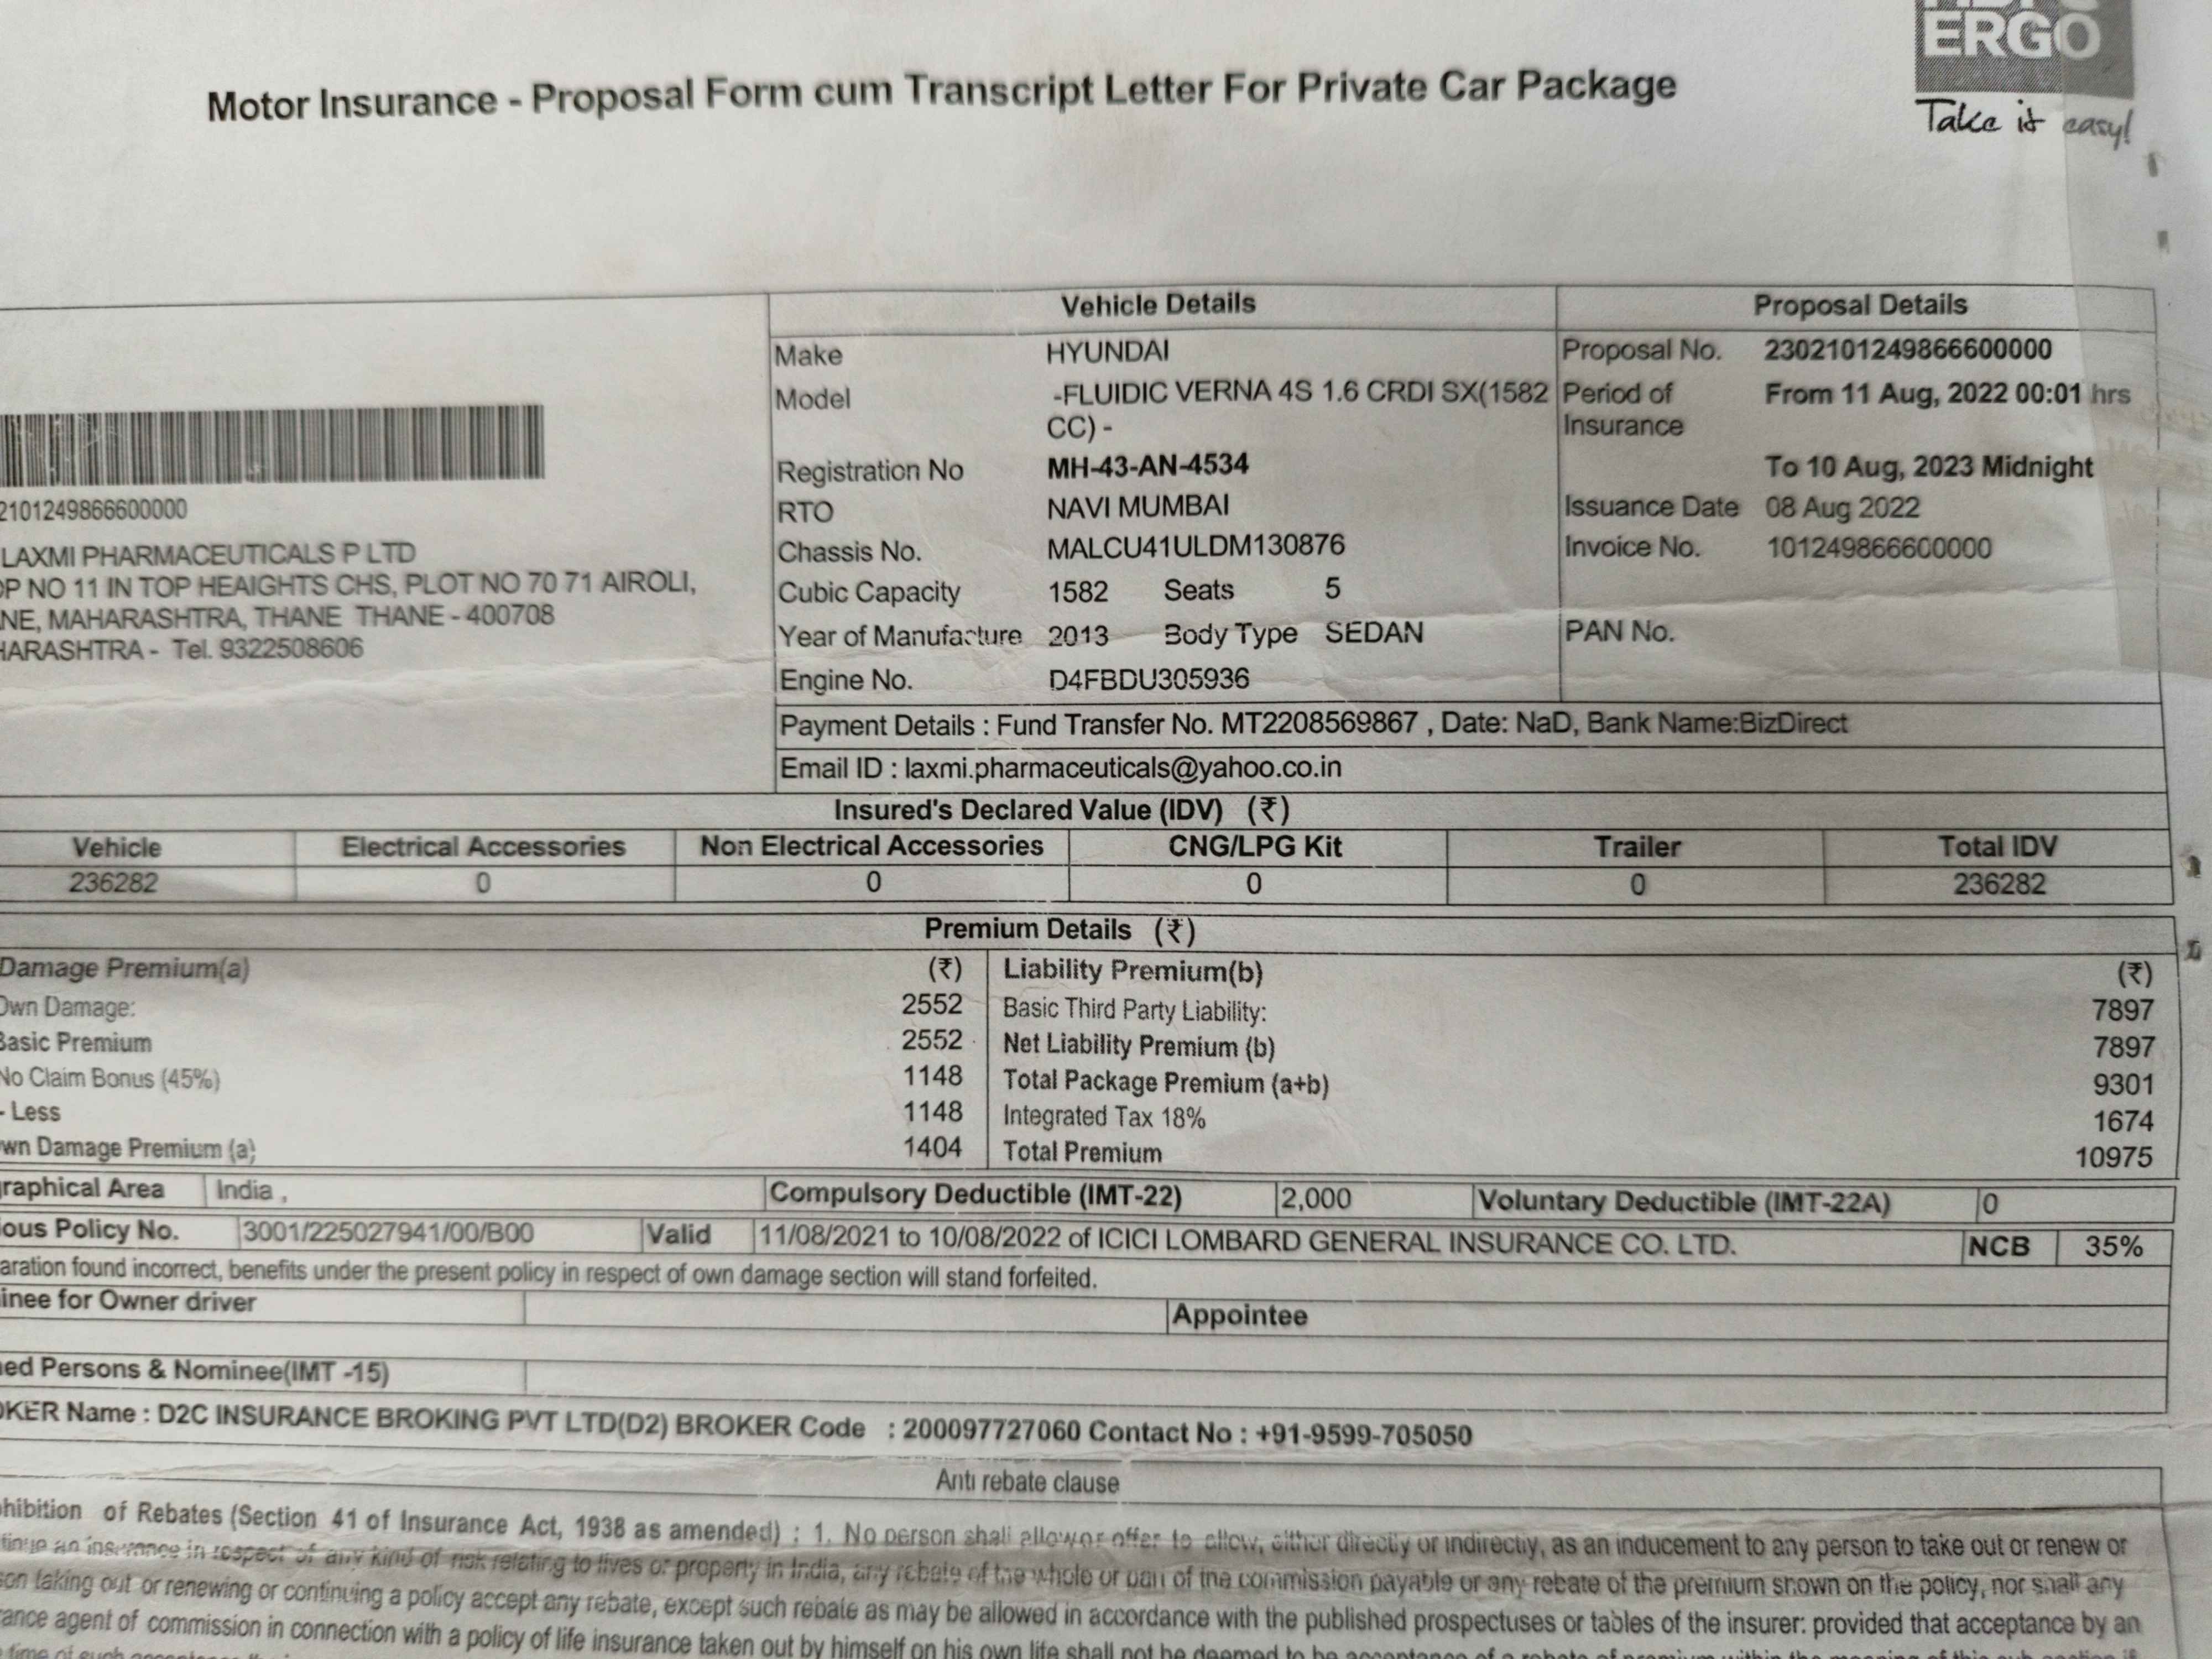 ERGO
Take it easy!
Motor Insurance - Proposal Form cum Transcript Letter For Private Car Package
2101249866600000
LAXMI PHARMACEUTICALS P LTD
OP NO 11 IN TOP HEAIGHTS CHS, PLOT NO 70 71 AIROLI,
NE, MAHARASHTRA, THANE THANE - 400708
HARASHTRA - Tel. 9322508606
Vehicle Details
Make HYUNDAI
Model -FLUIDIC VERNA 4S 1.6 CRDI SX(1582
CC) -
Registration No MH-43-AN-4534
RTO NAVI MUMBAI
Chassis No. MALCU41ULDM130876
Cubic Capacity 1582 Seats 5
Year of Manufacture 2013 Body Type SEDAN
Engine No. D4FBDU305936
Proposal Details
Proposal No. 2302101249866600000
Period of From 11 Aug, 2022 00:01 hrs
Insurance
To 10 Aug, 2023 Midnight
Issuance Date 08 Aug 2022
Invoice No. 101249866600000
PAN No.
Payment Details : Fund Transfer No. MT2208569867 , Date: NaD, Bank Name:BizDirect
Email ID : laxmi.pharmaceuticals@yahoo.co.in
Insured's Declared Value (IDV) (₹)
Vehicle Electrical Accessories Non Electrical Accessories CNG/LPG Kit Trailer Total IDV
236282 0 0 0 0 236282
Premium Details (₹)
Damage Premium(a) (₹) Liability Premium(b) (₹)
Own Damage: 2552 Basic Third Party Liability: 7897
Basic Premium 2552 Net Liability Premium (b) 7897
No Claim Bonus (45%) 1148 Total Package Premium (a+b) 9301
- Less 1148 Integrated Tax 18% 1674
wn Damage Premium (a) 1404 Total Premium 10975
raphical Area India , Compulsory Deductible (IMT-22) 2,000 Voluntary Deductible (IMT-22A) 0
ious Policy No. 3001/225027941/00/B00 Valid 11/08/2021 to 10/08/2022 of ICICI LOMBARD GENERAL INSURANCE CO. LTD. NCB 35%
aration found incorrect, benefits under the present policy in respect of own damage section will stand forfeited.
inee for Owner driver Appointee
ed Persons & Nominee(IMT -15)
OKER Name : D2C INSURANCE BROKING PVT LTD(D2) BROKER Code : 200097727060 Contact No : +91-9599-705050
Anti rebate clause
hibition of Rebates (Section 41 of Insurance Act, 1938 as amended) : 1. No person shall allow or offer to allow, either directly or indirectly, as an inducement to any person to take out or renew or
tinue an insurance in respect of any kind of risk relating to lives or property in India, any rebate of the whole or part of the commission payable or any rebate of the premium shown on the policy, nor shall any
son taking out or renewing or continuing a policy accept any rebate, except such rebate as may be allowed in accordance with the published prospectuses or tables of the insurer: provided that acceptance by an
rance agent of commission in connection with a policy of life insurance taken out by himself on his own life shall not be deemed to be